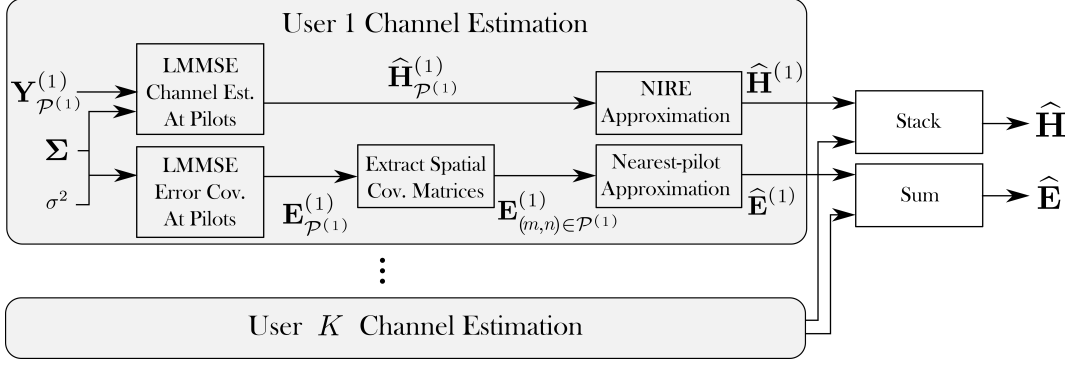 User 1 Channel Estimation
LMMSE
Channel Est.
At Pilots
𝐘^{(1)}_{𝒫^{(1)}}
𝚺
σ²
𝐇̂^{(1)}_{𝒫^{(1)}}
NIRE
Approximation
𝐇̂^{(1)}
Stack
𝐇̂
LMMSE
Error Cov.
At Pilots
𝐄^{(1)}_{𝒫^{(1)}}
Extract Spatial
Cov. Matrices
𝐄^{(1)}_{(m,n)∈𝒫^{(1)}}
Nearest-pilot
Approximation
𝐄̂^{(1)}
Sum
𝐄̂
User K Channel Estimation